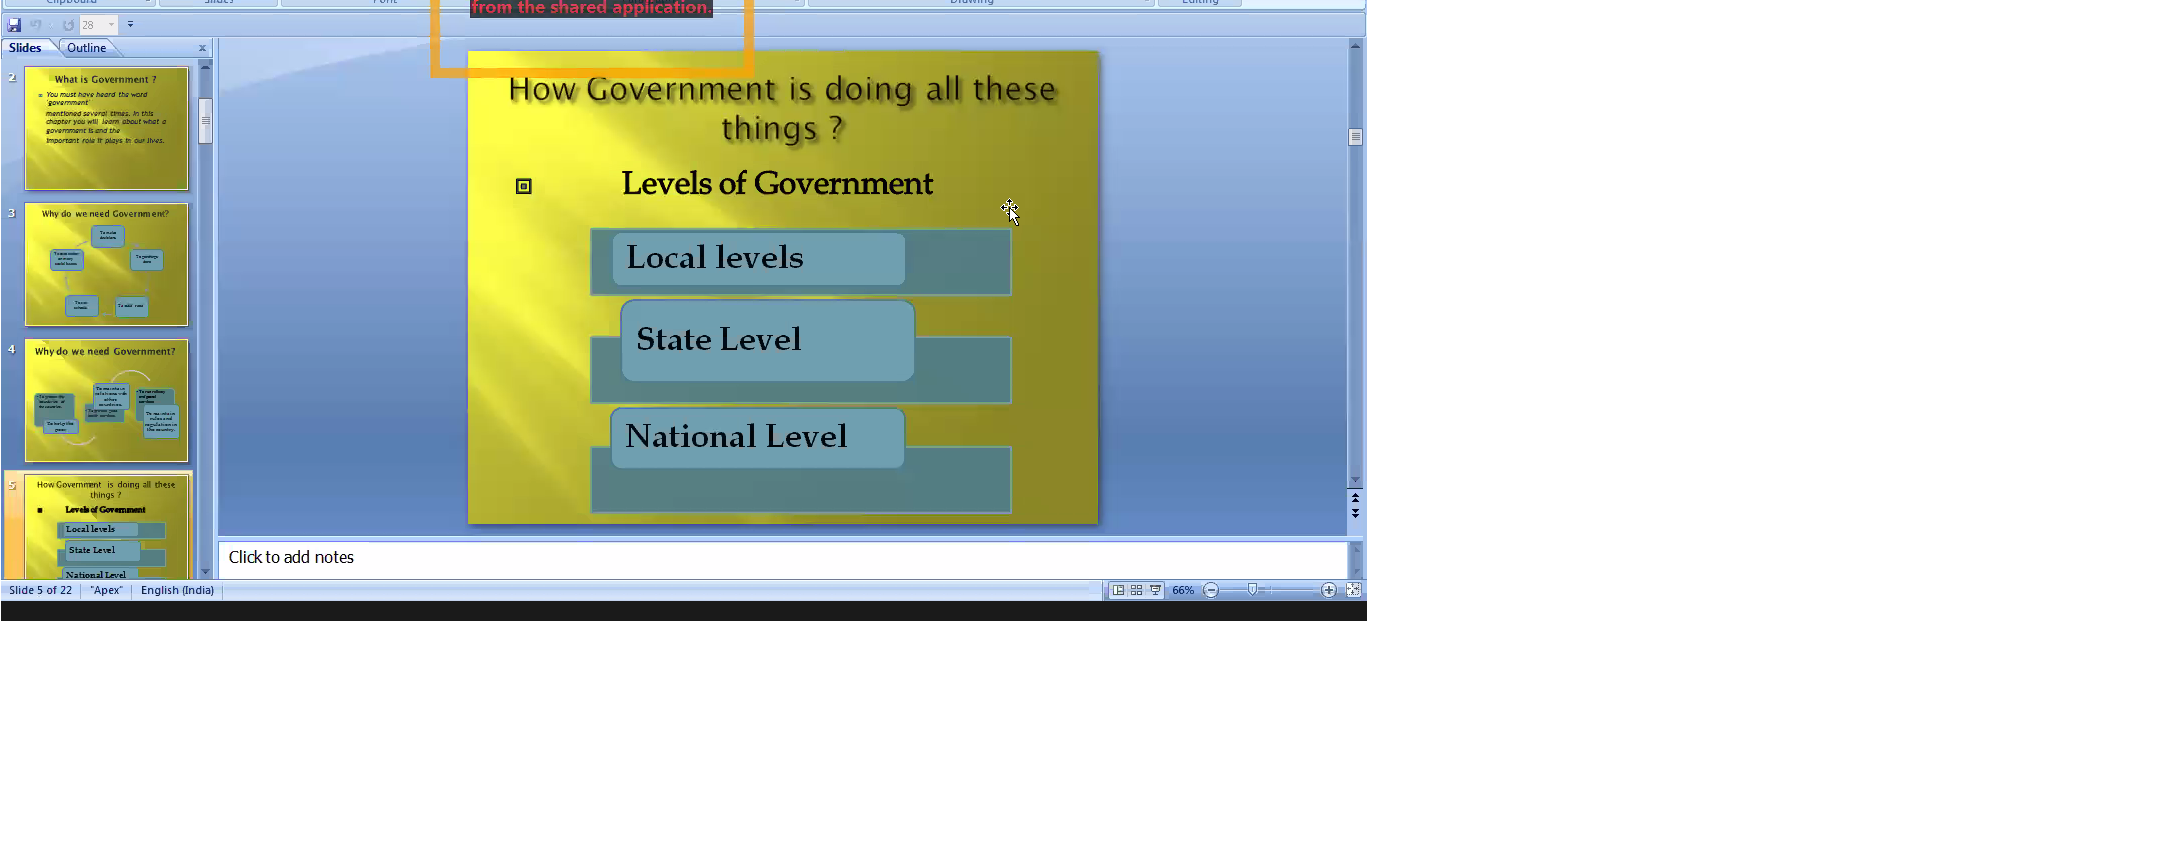 Clipboard
Slides
Font
Drawing
Editing
from the shared application.
28
Slides
Outline
2
What is Government ?
You must have heard the word
'government'
mentioned several times. In this
chapter you will learn about what a
government is and the
important role it plays in our lives.
3
Why do we need Government?
4
Why do we need Government?
5
How Government is doing all these
things ?
Levels of Government
Local levels
State Level
National Level
How Government is doing all these
things ?
Levels of Government
Local levels
State Level
National Level
Click to add notes
Slide 5 of 22
"Apex"
English (India)
66%